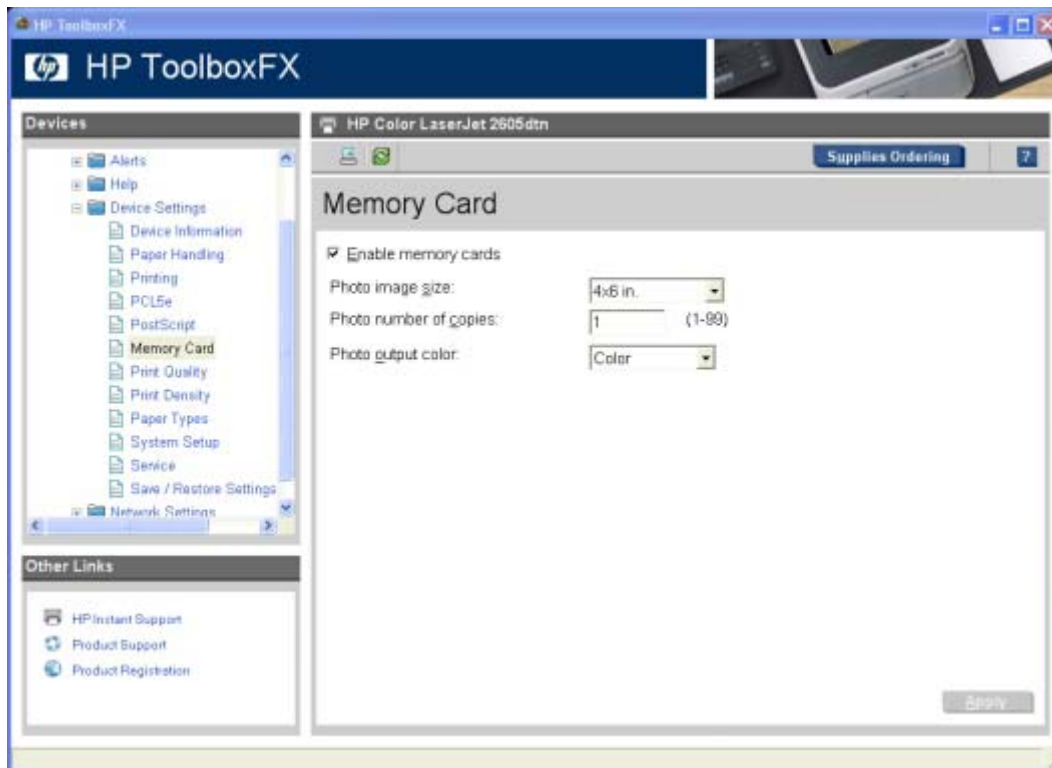 HP ToolboxFX
hp HP ToolboxFX
Devices
Alerts
Help
Device Settings
Device Information
Paper Handling
Printing
PCL5e
PostScript
Memory Card
Print Quality
Print Density
Paper Types
System Setup
Service
Save / Restore Settings
Network Settings
Other Links
HP Instant Support
Product Support
Product Registration
HP Color LaserJet 2605dtn
Supplies Ordering ?
Memory Card
Enable memory cards
Photo image size: 4x6 in.
Photo number of copies: 1 (1-99)
Photo output color: Color
Apply